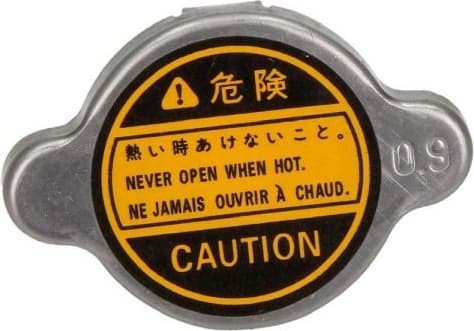 危険
熱い時あけないこと。
NEVER OPEN WHEN HOT.
NE JAMAIS OUVRIR À CHAUD.
CAUTION
0.9